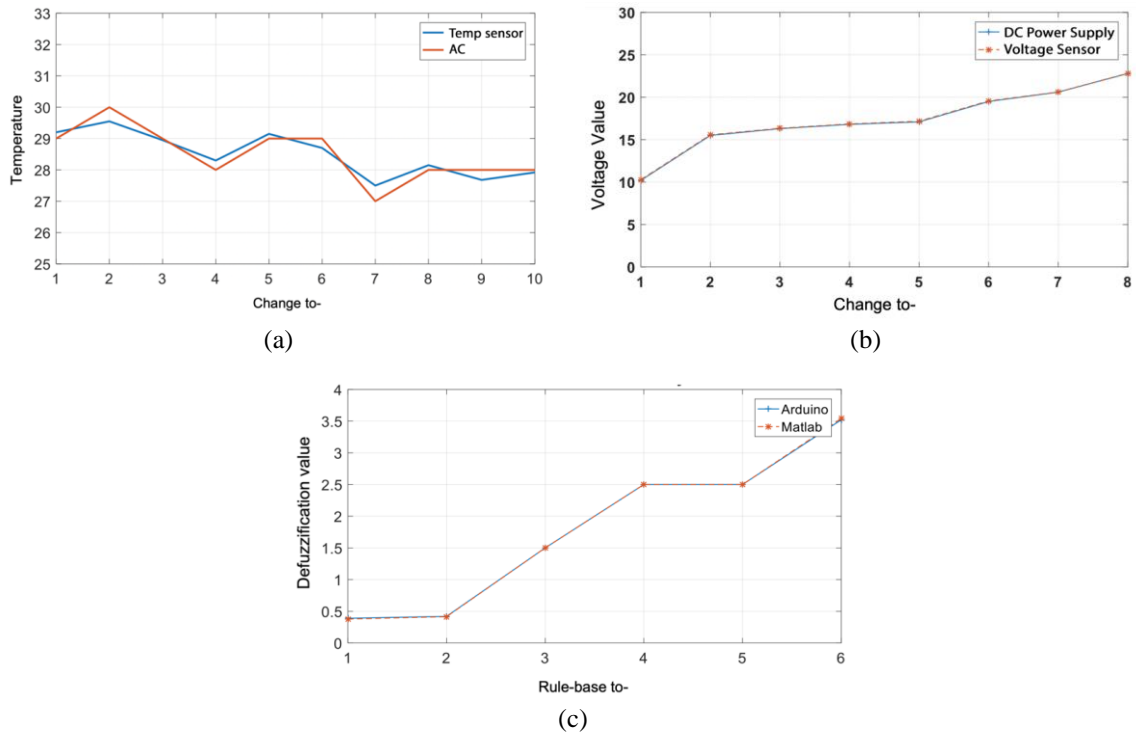 33
32
31
30
29
28
27
26
25
Temperature
Temp sensor
AC
1 2 3 4 5 6 7 8 9 10
Change to-
(a)
30
25
20
15
10
5
0
Voltage Value
DC Power Supply
Voltage Sensor
1 2 3 4 5 6 7 8
Change to-
(b)
4
3.5
3
2.5
2
1.5
1
0.5
0
Defuzzification value
Arduino
Matlab
1 2 3 4 5 6
Rule-base to-
(c)